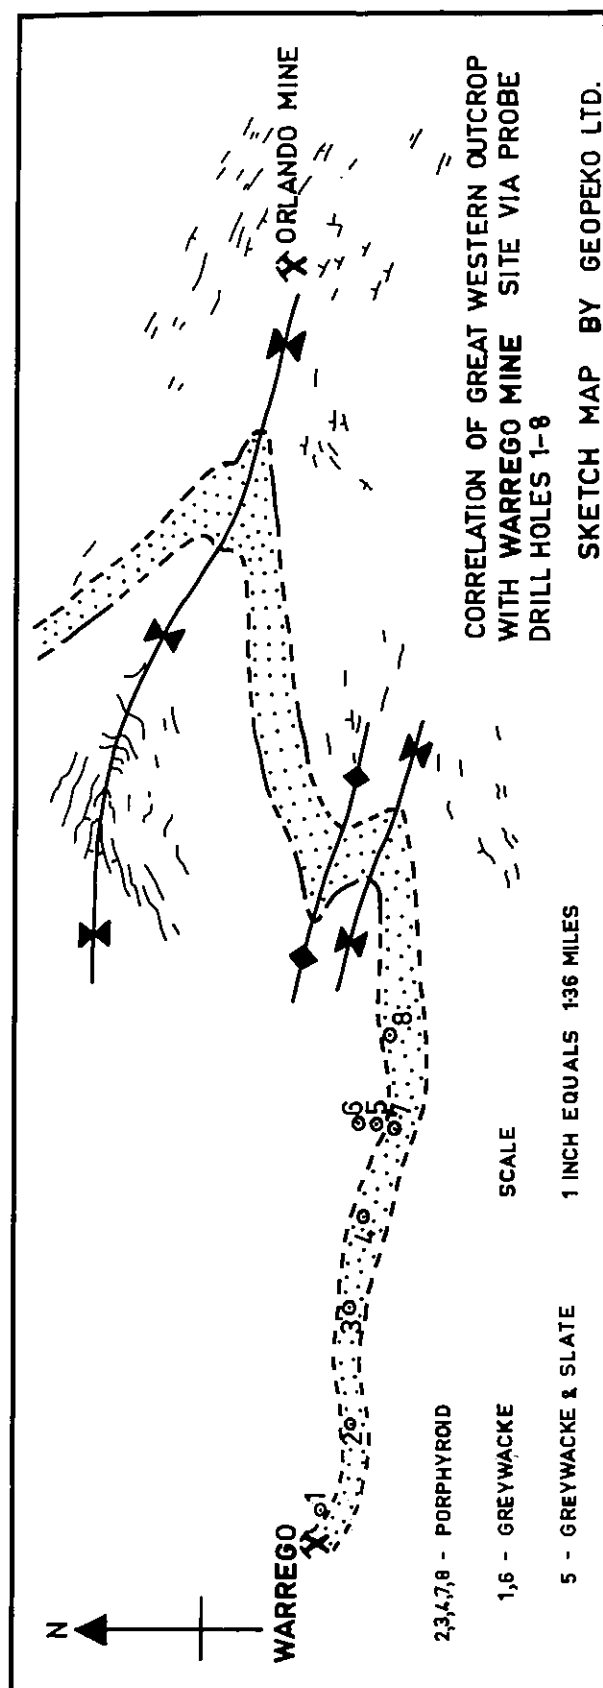 N
WARREGO
1
2
3
4
6
5
7
8
ORLANDO MINE
CORRELATION OF GREAT WESTERN OUTCROP
WITH WARREGO MINE SITE VIA PROBE
DRILL HOLES 1-8
SKETCH MAP BY GEOPEKO LTD.
2,3,4,7,8 - PORPHYROID
1,6 - GREYWACKE
5 - GREYWACKE & SLATE
SCALE
1 INCH EQUALS 1·36 MILES